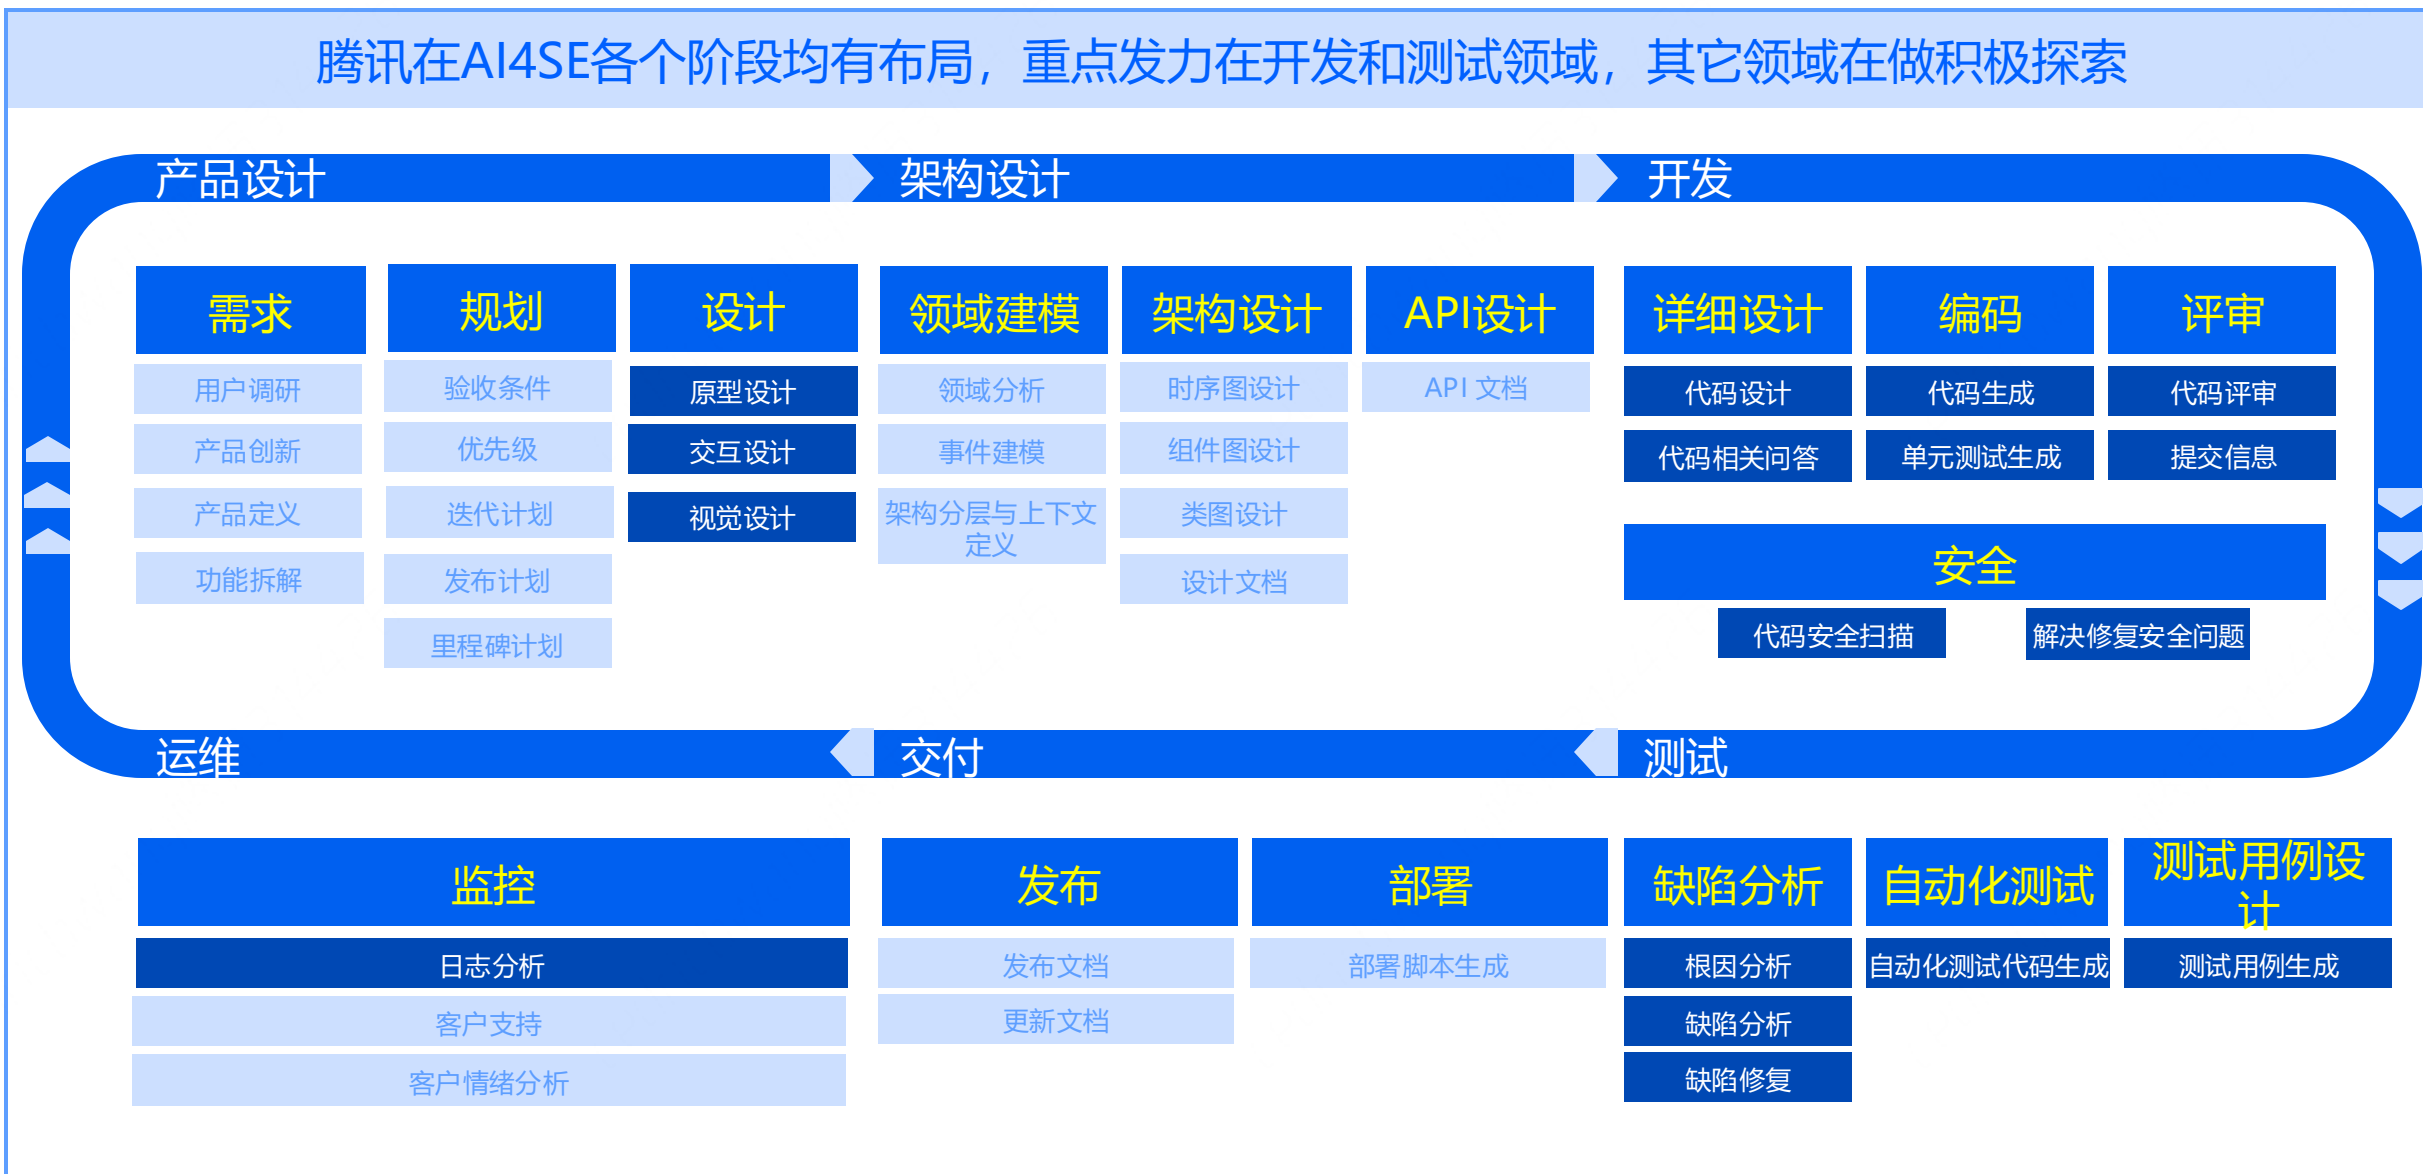 腾讯在AI4SE各个阶段均有布局，重点发力在开发和测试领域，其它领域在做积极探索
产品设计
架构设计
开发
需求
用户调研
产品创新
产品定义
功能拆解
规划
验收条件
优先级
迭代计划
发布计划
里程碑计划
设计
原型设计
交互设计
视觉设计
领域建模
领域分析
事件建模
架构分层与上下文
定义
架构设计
时序图设计
组件图设计
类图设计
设计文档
API设计
API 文档
详细设计
代码设计
代码相关问答
编码
代码生成
单元测试生成
评审
代码评审
提交信息
安全
代码安全扫描
解决修复安全问题
运维
交付
测试
监控
日志分析
客户支持
客户情绪分析
发布
发布文档
更新文档
部署
部署脚本生成
缺陷分析
根因分析
缺陷分析
缺陷修复
自动化测试
自动化测试代码生成
测试用例设
计
测试用例生成